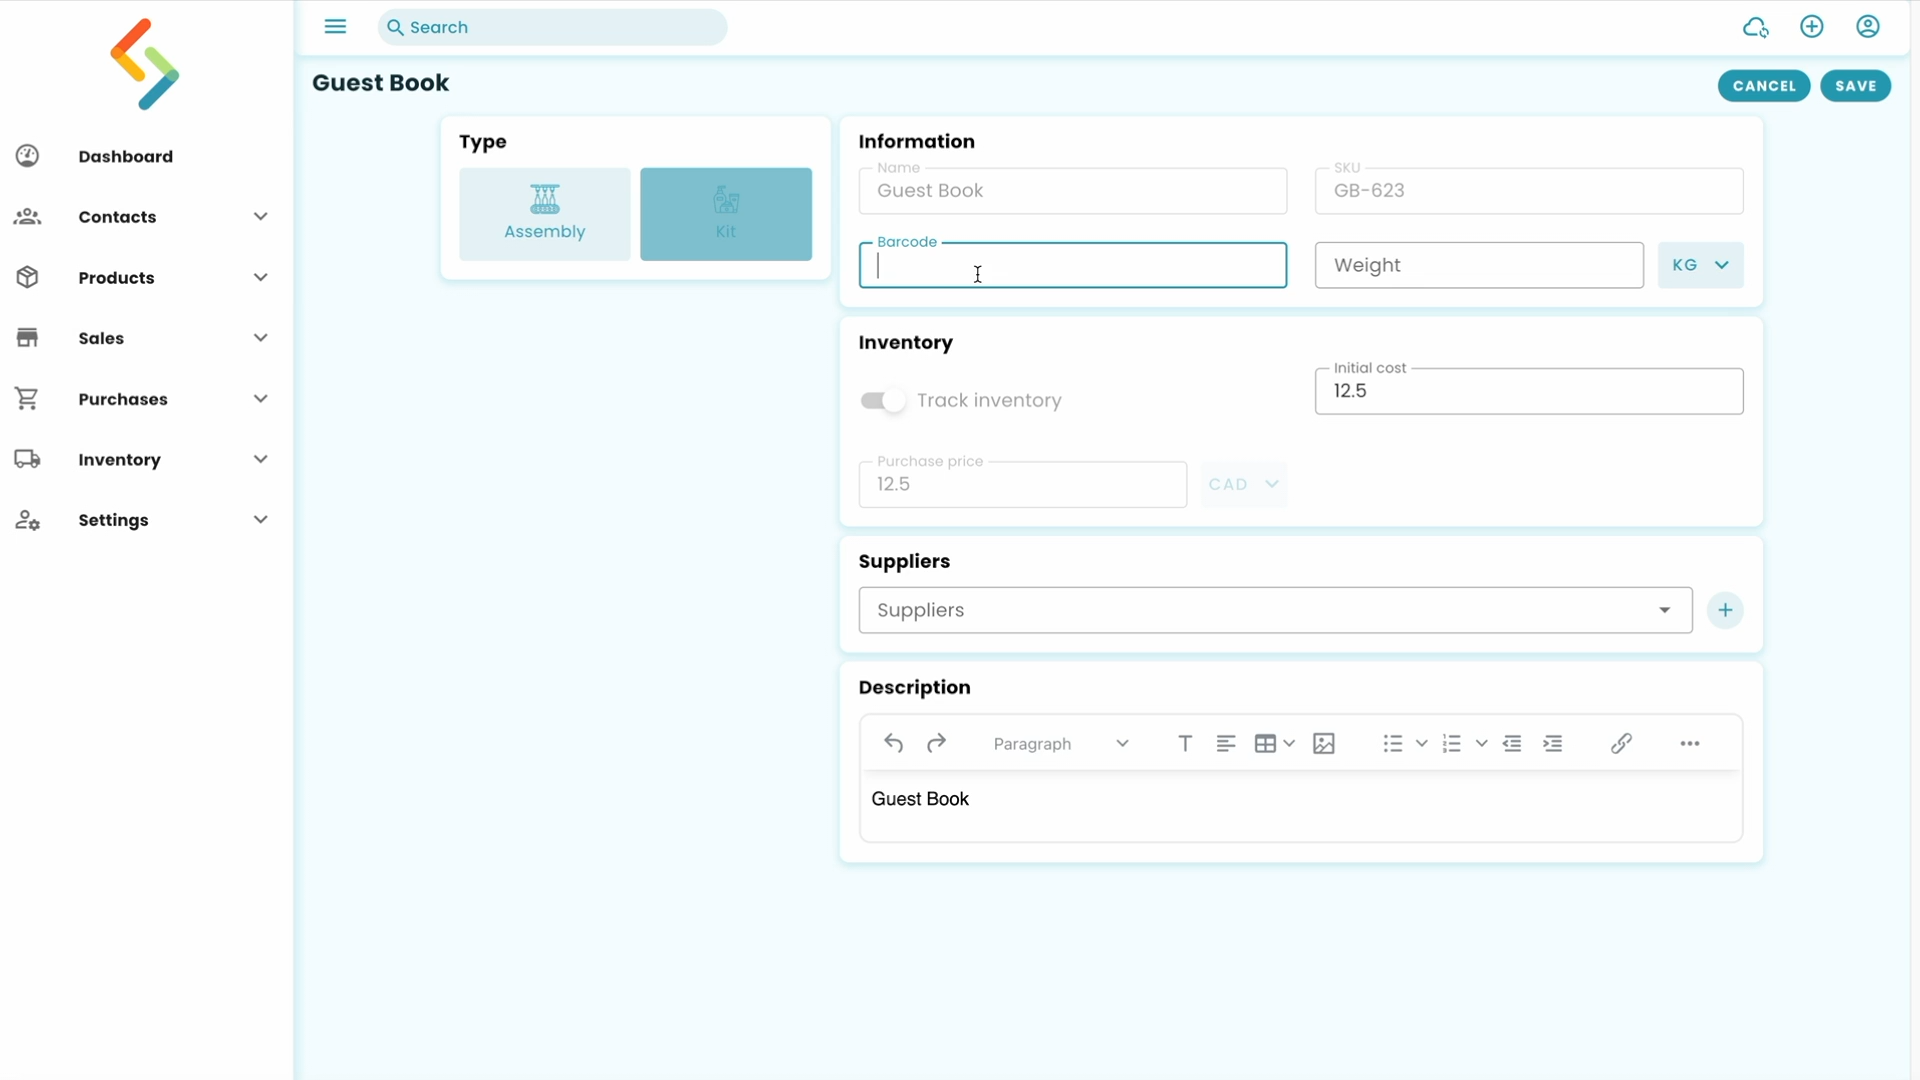 Search
Guest Book
CANCEL
SAVE
Dashboard
Contacts
Products
Sales
Purchases
Inventory
Settings
Type
Assembly
Kit
Information
Name
Guest Book
SKU
GB-623
Barcode
Weight
KG
Inventory
Track inventory
Initial cost
12.5
Purchase price
12.5
CAD
Suppliers
Suppliers
Description
Paragraph
Guest Book